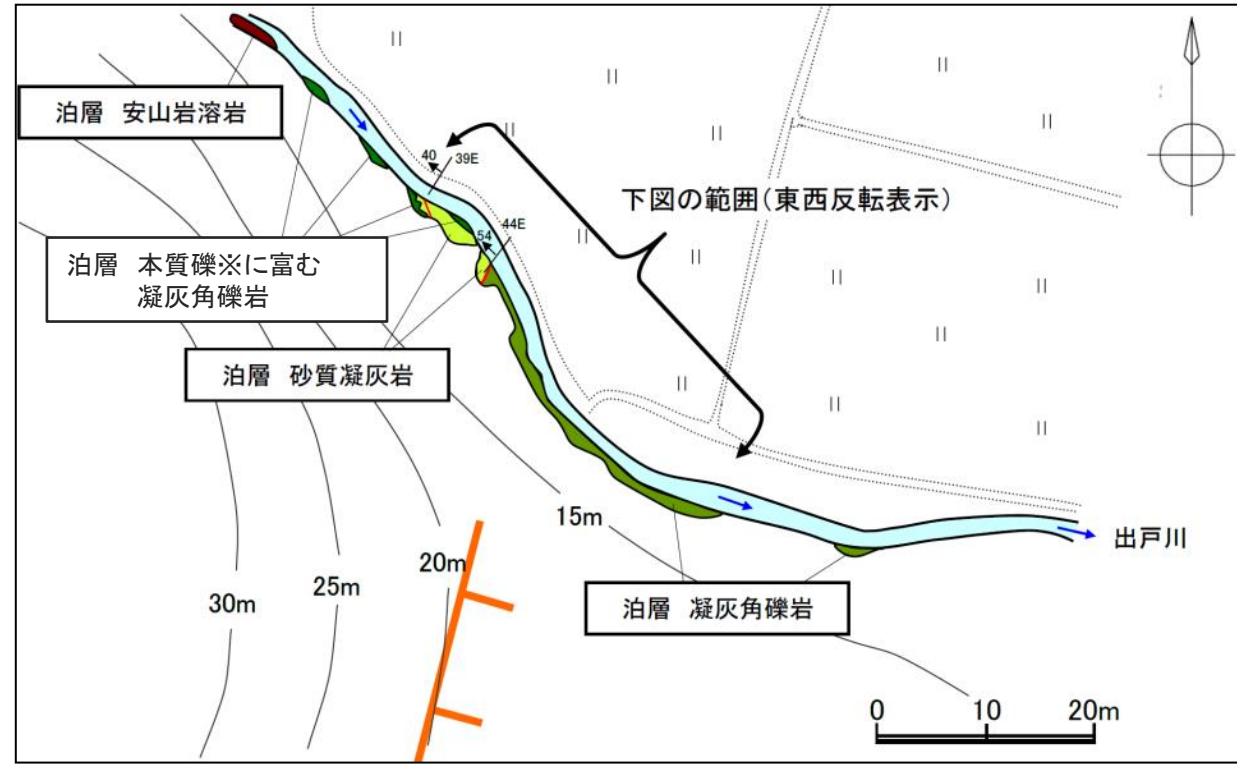 泊層 安山岩溶岩
40
39E
下図の範囲(東西反転表示)
44E
54
泊層 本質礫※に富む
凝灰角礫岩
泊層 砂質凝灰岩
15m
20m
25m
30m
出戸川
泊層 凝灰角礫岩
0 10 20m